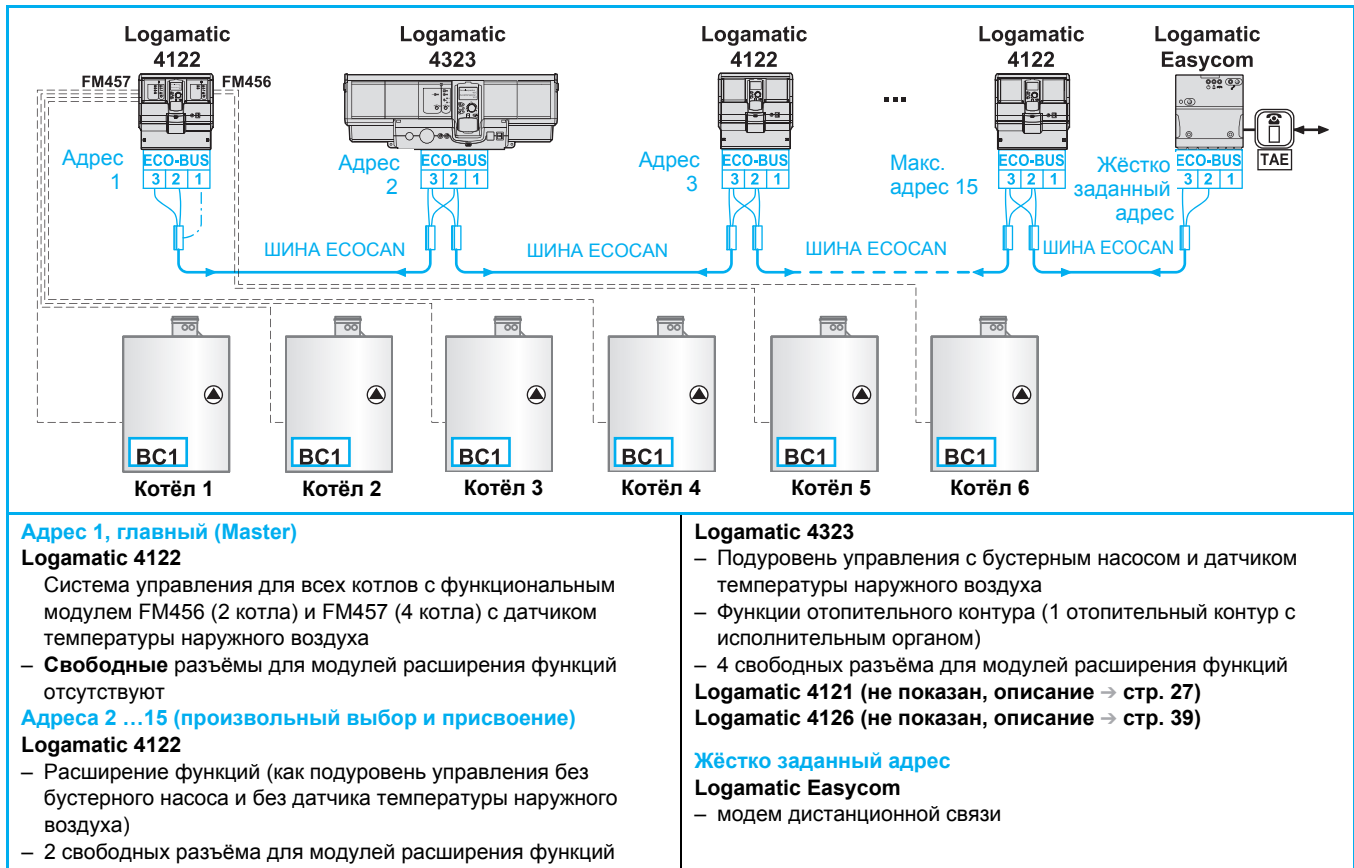 Logamatic
4122
Logamatic
4323
Logamatic
4122
...
Logamatic
4122
Logamatic
Easycom
FM457
FM456
TAE
Адрес
1
ECO-BUS
3 2 1
Адрес
2
ECO-BUS
3 2 1
Адрес
3
ECO-BUS
3 2 1
Макс.
адрес 15
ECO-BUS
3 2 1
Жёстко
заданный
адрес
ECO-BUS
3 2 1
ШИНА ECOCAN
ШИНА ECOCAN
ШИНА ECOCAN
ШИНА ECOCAN
BC1
BC1
BC1
BC1
BC1
BC1
Котёл 1
Котёл 2
Котёл 3
Котёл 4
Котёл 5
Котёл 6
Адрес 1, главный (Master)
Logamatic 4122
Система управления для всех котлов с функциональным
модулем FM456 (2 котла) и FM457 (4 котла) с датчиком
температуры наружного воздуха
– Свободные разъёмы для модулей расширения функций
отсутствуют
Адреса 2 …15 (произвольный выбор и присвоение)
Logamatic 4122
– Расширение функций (как подуровень управления без
бустерного насоса и без датчика температуры наружного
воздуха)
– 2 свободных разъёма для модулей расширения функций
Logamatic 4323
– Подуровень управления с бустерным насосом и датчиком
температуры наружного воздуха
– Функции отопительного контура (1 отопительный контур с
исполнительным органом)
– 4 свободных разъёма для модулей расширения функций
Logamatic 4121 (не показан, описание → стр. 27)
Logamatic 4126 (не показан, описание → стр. 39)
Жёстко заданный адрес
Logamatic Easycom
– модем дистанционной связи